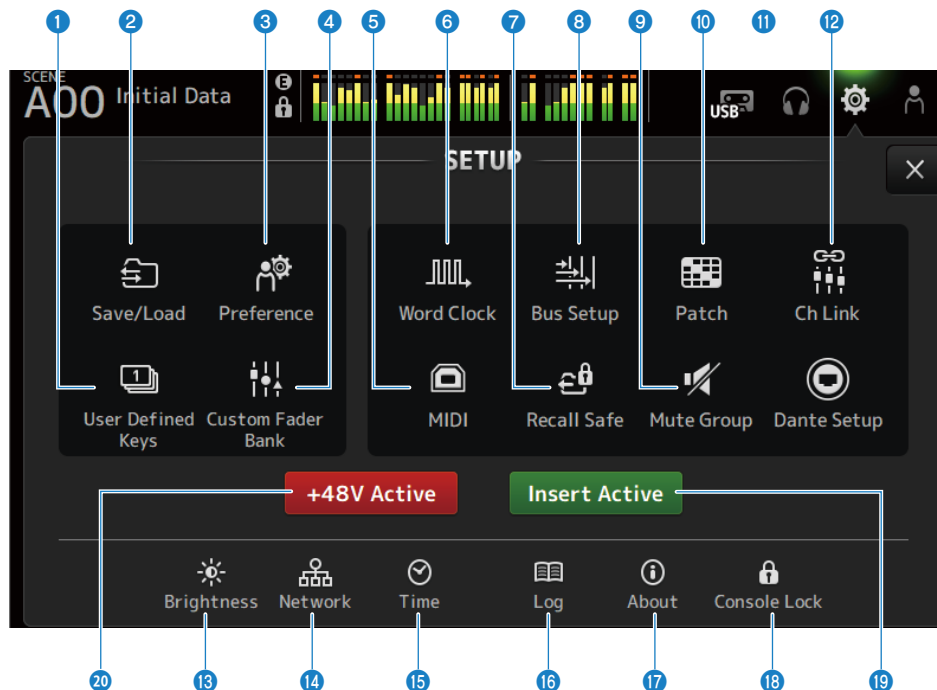 1 2 3 4 5 6 7 8 9 10 11 12
SCENE
A00 Initial Data
E
USB
SETUP
Save/Load Preference Word Clock Bus Setup Patch Ch Link
1
User Defined Keys Custom Fader Bank MIDI Recall Safe Mute Group Dante Setup
+48V Active Insert Active
Brightness Network Time Log About Console Lock
20 13 14 15 16 17 18 19